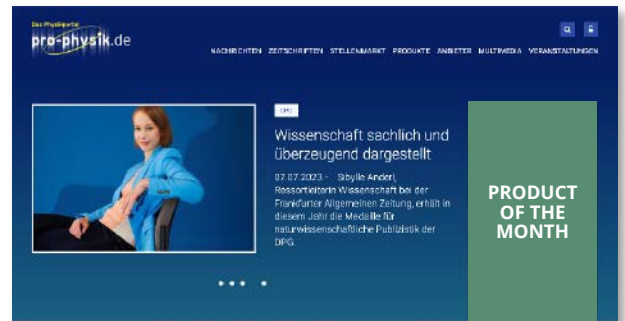 Das Physikportal
pro-physik.de
NACHRICHTEN ZEITSCHRIFTEN STELLENMARKT PRODUKTE ANBIETER MULTIMEDIA VERANSTALTUNGEN
DPG
Wissenschaft sachlich und
überzeugend dargestellt
07.07.2023 - Sibylle Anderl,
Ressortleiterin Wissenschaft bei der
Frankfurter Allgemeinen Zeitung, erhält in
diesem Jahr die Medaille für
naturwissenschaftliche Publizistik der
DPG.
PRODUCT
OF THE
MONTH